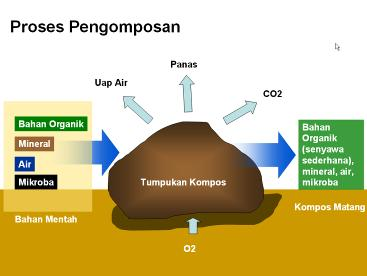 Proses Pengomposan
Panas
Uap Air
CO2
Bahan Organik
Mineral
Air
Mikroba
Bahan Mentah
Tumpukan Kompos
Bahan
Organik
(senyawa
sederhana),
mineral, air,
mikroba
Kompos Matang
O2